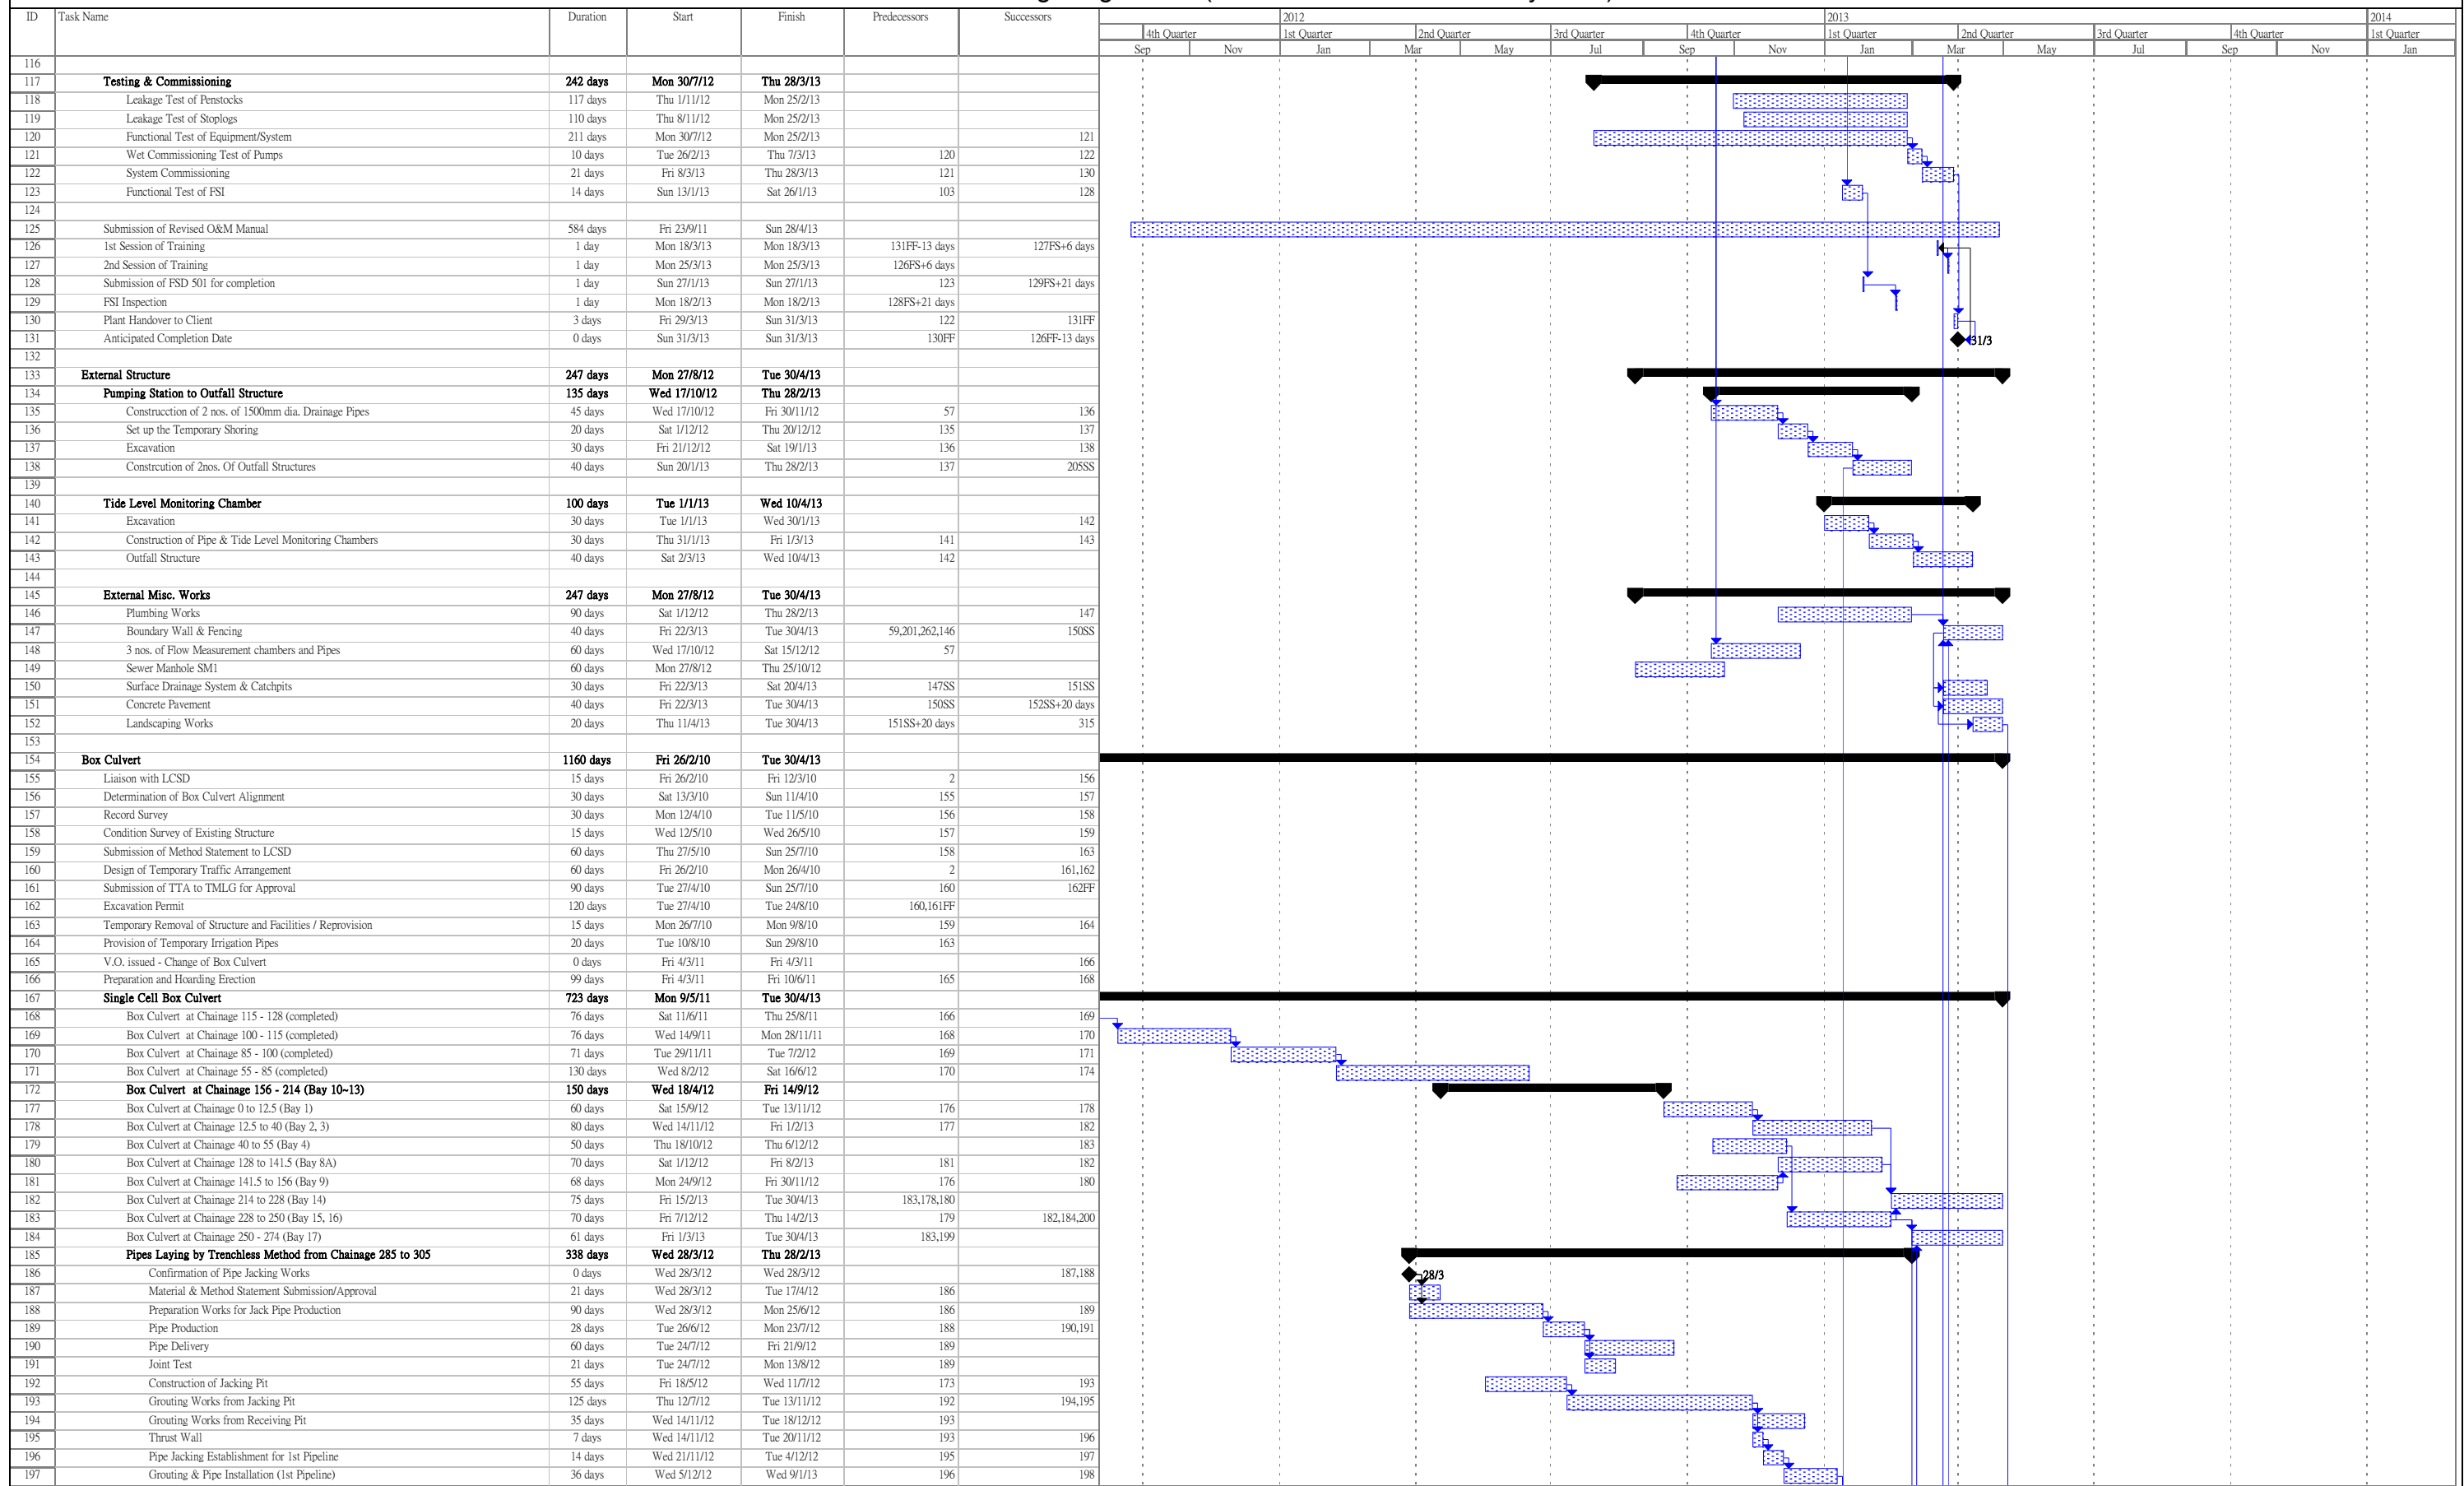 ID Task Name Duration Start Finish Predecessors Successors 2012 2013 2014
4th Quarter 1st Quarter 2nd Quarter 3rd Quarter 4th Quarter 1st Quarter 2nd Quarter 3rd Quarter 4th Quarter 1st Quarter
Sep Nov Jan Mar May Jul Sep Nov Jan Mar May Jul Sep Nov Jan
116
117 Testing & Commissioning 242 days Mon 30/7/12 Thu 28/3/13
118 Leakage Test of Penstocks 117 days Thu 1/11/12 Mon 25/2/13
119 Leakage Test of Stoplogs 110 days Thu 8/11/12 Mon 25/2/13
120 Functional Test of Equipment/System 211 days Mon 30/7/12 Mon 25/2/13 121
121 Wet Commissioning Test of Pumps 10 days Tue 26/2/13 Thu 7/3/13 120 122
122 System Commissioning 21 days Fri 8/3/13 Thu 28/3/13 121 130
123 Functional Test of FSI 14 days Sun 13/1/13 Sat 26/1/13 103 128
124
125 Submission of Revised O&M Manual 584 days Fri 23/9/11 Sun 28/4/13
126 1st Session of Training 1 day Mon 18/3/13 Mon 18/3/13 131FF-13 days 127FS+6 days
127 2nd Session of Training 1 day Mon 25/3/13 Mon 25/3/13 126FS+6 days
128 Submission of FSD 501 for completion 1 day Sun 27/1/13 Sun 27/1/13 123 129FS+21 days
129 FSI Inspection 1 day Mon 18/2/13 Mon 18/2/13 128FS+21 days
130 Plant Handover to Client 3 days Fri 29/3/13 Sun 31/3/13 122 131FF
131 Anticipated Completion Date 0 days Sun 31/3/13 Sun 31/3/13 130FF 126FF-13 days 31/3
132
133 External Structure 247 days Mon 27/8/12 Tue 30/4/13
134 Pumping Station to Outfall Structure 135 days Wed 17/10/12 Thu 28/2/13
135 Construcction of 2 nos. of 1500mm dia. Drainage Pipes 45 days Wed 17/10/12 Fri 30/11/12 57 136
136 Set up the Temporary Shoring 20 days Sat 1/12/12 Thu 20/12/12 135 137
137 Excavation 30 days Fri 21/12/12 Sat 19/1/13 136 138
138 Constrcution of 2nos. Of Outfall Structures 40 days Sun 20/1/13 Thu 28/2/13 137 205SS
139
140 Tide Level Monitoring Chamber 100 days Tue 1/1/13 Wed 10/4/13
141 Excavation 30 days Tue 1/1/13 Wed 30/1/13 142
142 Construction of Pipe & Tide Level Monitoring Chambers 30 days Thu 31/1/13 Fri 1/3/13 141 143
143 Outfall Structure 40 days Sat 2/3/13 Wed 10/4/13 142
144
145 External Misc. Works 247 days Mon 27/8/12 Tue 30/4/13
146 Plumbing Works 90 days Sat 1/12/12 Thu 28/2/13 147
147 Boundary Wall & Fencing 40 days Fri 22/3/13 Tue 30/4/13 59,201,262,146 150SS
148 3 nos. of Flow Measurement chambers and Pipes 60 days Wed 17/10/12 Sat 15/12/12 57
149 Sewer Manhole SM1 60 days Mon 27/8/12 Thu 25/10/12
150 Surface Drainage System & Catchpits 30 days Fri 22/3/13 Sat 20/4/13 147SS 151SS
151 Concrete Pavement 40 days Fri 22/3/13 Tue 30/4/13 150SS 152SS+20 days
152 Landscaping Works 20 days Thu 11/4/13 Tue 30/4/13 151SS+20 days 315
153
154 Box Culvert 1160 days Fri 26/2/10 Tue 30/4/13
155 Liaison with LCSD 15 days Fri 26/2/10 Fri 12/3/10 2 156
156 Determination of Box Culvert Alignment 30 days Sat 13/3/10 Sun 11/4/10 155 157
157 Record Survey 30 days Mon 12/4/10 Tue 11/5/10 156 158
158 Condition Survey of Existing Structure 15 days Wed 12/5/10 Wed 26/5/10 157 159
159 Submission of Method Statement to LCSD 60 days Thu 27/5/10 Sun 25/7/10 158 163
160 Design of Temporary Traffic Arrangement 60 days Fri 26/2/10 Mon 26/4/10 2 161,162
161 Submission of TTA to TMLG for Approval 90 days Tue 27/4/10 Sun 25/7/10 160 162FF
162 Excavation Permit 120 days Tue 27/4/10 Tue 24/8/10 160,161FF
163 Temporary Removal of Structure and Facilities / Reprovision 15 days Mon 26/7/10 Mon 9/8/10 159 164
164 Provision of Temporary Irrigation Pipes 20 days Tue 10/8/10 Sun 29/8/10 163
165 V.O. issued - Change of Box Culvert 0 days Fri 4/3/11 Fri 4/3/11 166
166 Preparation and Hoarding Erection 99 days Fri 4/3/11 Fri 10/6/11 165 168
167 Single Cell Box Culvert 723 days Mon 9/5/11 Tue 30/4/13
168 Box Culvert at Chainage 115 - 128 (completed) 76 days Sat 11/6/11 Thu 25/8/11 166 169
169 Box Culvert at Chainage 100 - 115 (completed) 76 days Wed 14/9/11 Mon 28/11/11 168 170
170 Box Culvert at Chainage 85 - 100 (completed) 71 days Tue 29/11/11 Tue 7/2/12 169 171
171 Box Culvert at Chainage 55 - 85 (completed) 130 days Wed 8/2/12 Sat 16/6/12 170 174
172 Box Culvert at Chainage 156 - 214 (Bay 10~13) 150 days Wed 18/4/12 Fri 14/9/12
177 Box Culvert at Chainage 0 to 12.5 (Bay 1) 60 days Sat 15/9/12 Tue 13/11/12 176 178
178 Box Culvert at Chainage 12.5 to 40 (Bay 2, 3) 80 days Wed 14/11/12 Fri 1/2/13 177 182
179 Box Culvert at Chainage 40 to 55 (Bay 4) 50 days Thu 18/10/12 Thu 6/12/12 183
180 Box Culvert at Chainage 128 to 141.5 (Bay 8A) 70 days Sat 1/12/12 Fri 8/2/13 181 182
181 Box Culvert at Chainage 141.5 to 156 (Bay 9) 68 days Mon 24/9/12 Fri 30/11/12 176 180
182 Box Culvert at Chainage 214 to 228 (Bay 14) 75 days Fri 15/2/13 Tue 30/4/13 183,178,180
183 Box Culvert at Chainage 228 to 250 (Bay 15, 16) 70 days Fri 7/12/12 Thu 14/2/13 179 182,184,200
184 Box Culvert at Chainage 250 - 274 (Bay 17) 61 days Fri 1/3/13 Tue 30/4/13 183,199
185 Pipes Laying by Trenchless Method from Chainage 285 to 305 338 days Wed 28/3/12 Thu 28/2/13
186 Confirmation of Pipe Jacking Works 0 days Wed 28/3/12 Wed 28/3/12 187,188 28/3
187 Material & Method Statement Submission/Approval 21 days Wed 28/3/12 Tue 17/4/12 186
188 Preparation Works for Jack Pipe Production 90 days Wed 28/3/12 Mon 25/6/12 186 189
189 Pipe Production 28 days Tue 26/6/12 Mon 23/7/12 188 190,191
190 Pipe Delivery 60 days Tue 24/7/12 Fri 21/9/12 189
191 Joint Test 21 days Tue 24/7/12 Mon 13/8/12 189
192 Construction of Jacking Pit 55 days Fri 18/5/12 Wed 11/7/12 173 193
193 Grouting Works from Jacking Pit 125 days Thu 12/7/12 Tue 13/11/12 192 194,195
194 Grouting Works from Receiving Pit 35 days Wed 14/11/12 Tue 18/12/12 193
195 Thrust Wall 7 days Wed 14/11/12 Tue 20/11/12 193 196
196 Pipe Jacking Establishment for 1st Pipeline 14 days Wed 21/11/12 Tue 4/12/12 195 197
197 Grouting & Pipe Installation (1st Pipeline) 36 days Wed 5/12/12 Wed 9/1/13 196 198